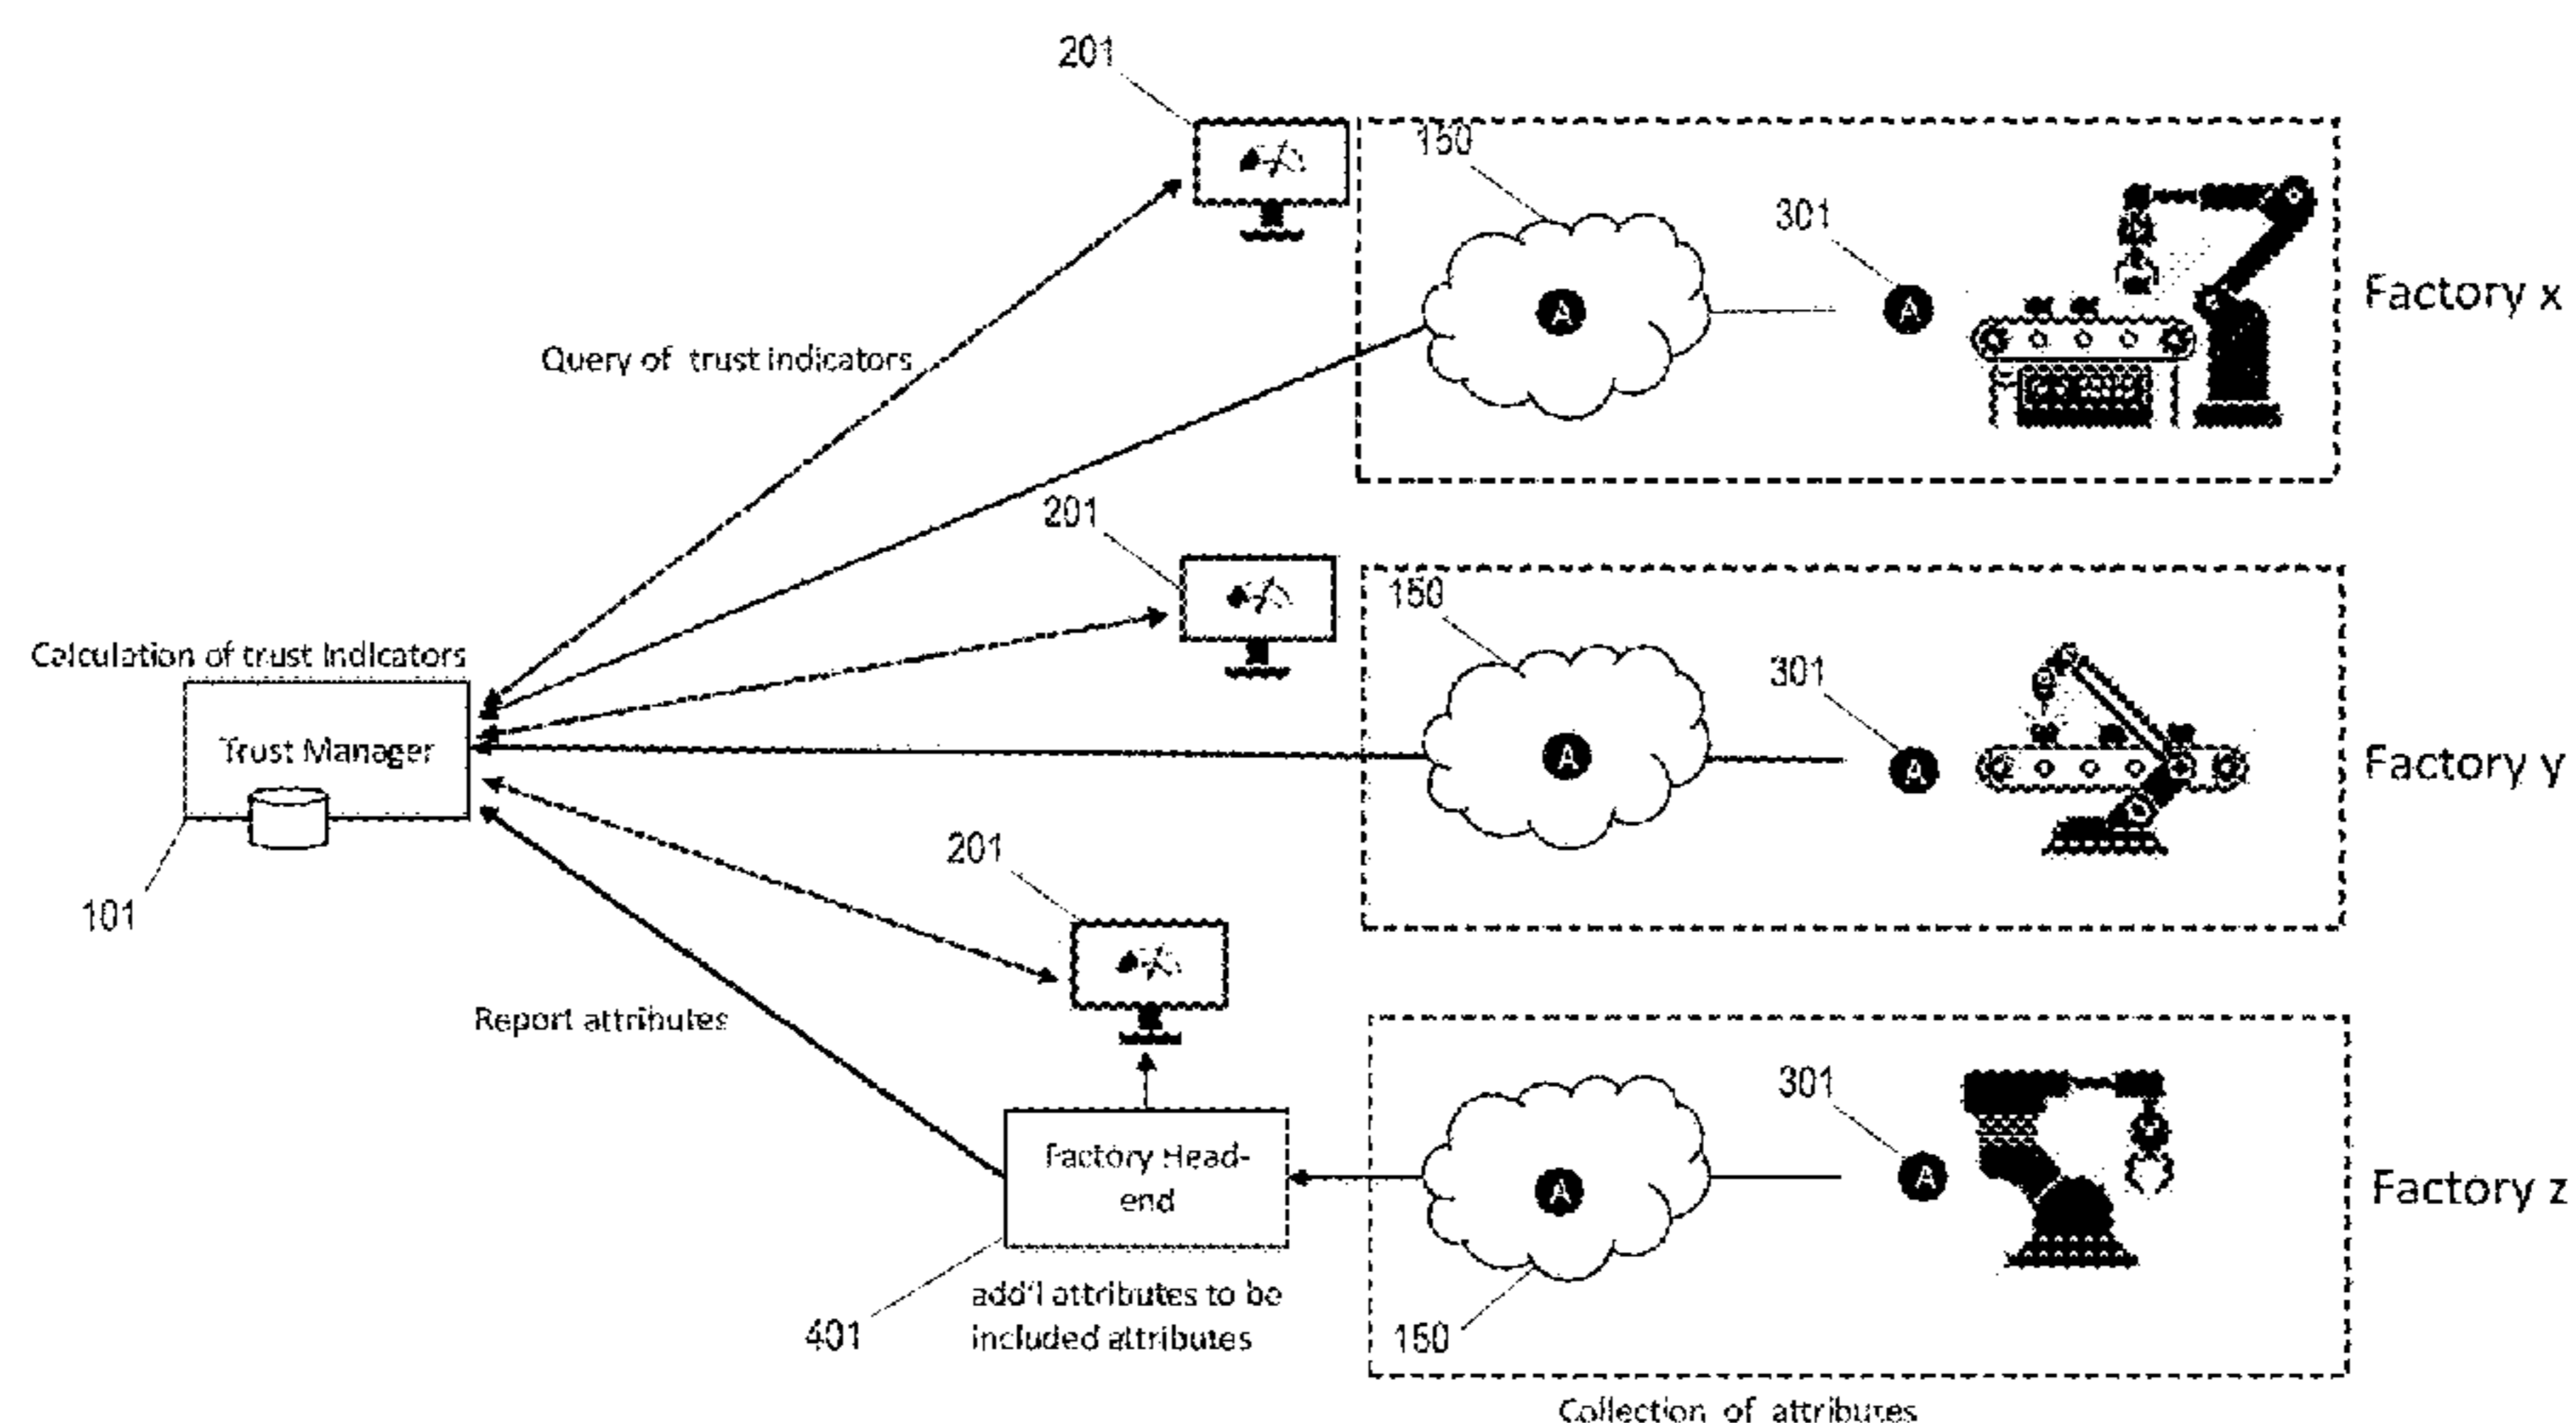 201
150
301
A
A
Factory x
Query of trust indicators
201
150
301
A
A
Factory y
Calculation of trust Indicators
Trust Manager
101
201
Report attributes
301
A
A
Factory z
Factory Head-
end
401
add'l attributes to be
included attributes
150
Collection of attributes